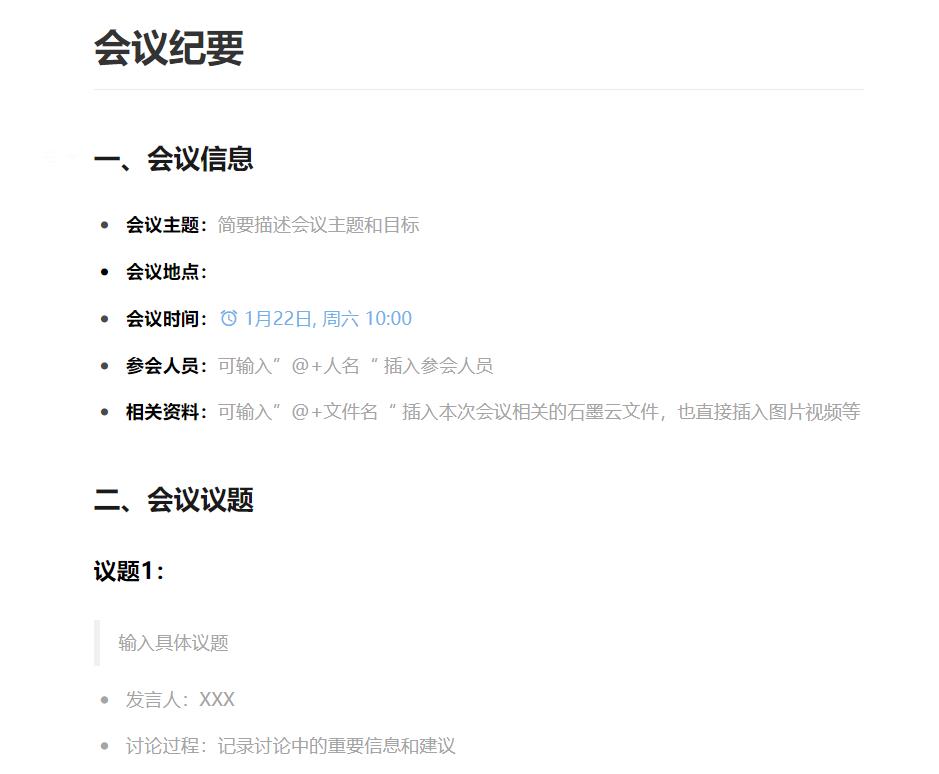 会议纪要
一、会议信息
会议主题：简要描述会议主题和目标
会议地点：
会议时间：1月22日, 周六 10:00
参会人员：可输入”@+人名“插入参会人员
相关资料：可输入”@+文件名“插入本次会议相关的石墨云文件，也直接插入图片视频等
二、会议议题
议题1：
输入具体议题
发言人：XXX
讨论过程：记录讨论中的重要信息和建议